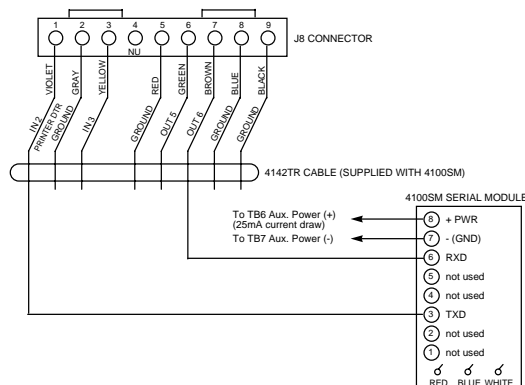 1 2 3 4 5 6 7 8 9
J8 CONNECTOR
NU
VIOLET
GRAY
YELLOW
RED
GREEN
BROWN
BLUE
BLACK
IN 2
PRINTER DTR
GROUND
IN 3
GROUND
OUT 5
OUT 6
GROUND
GROUND
4142TR CABLE (SUPPLIED WITH 4100SM)
4100SM SERIAL MODULE
To TB6 Aux. Power (+)
(25mA current draw)
To TB7 Aux. Power (-)
8 + PWR
7 - (GND)
6 RXD
5 not used
4 not used
3 TXD
2 not used
1 not used
RED BLUE WHITE